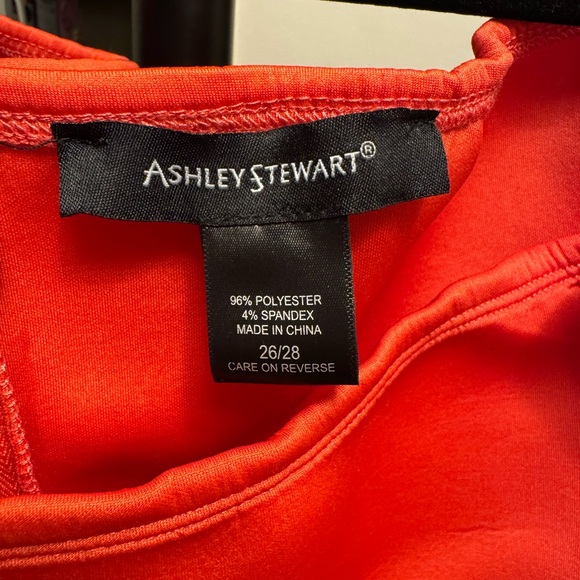 ASHLEY STEWART®
96% POLYESTER
4% SPANDEX
MADE IN CHINA
26/28
CARE ON REVERSE